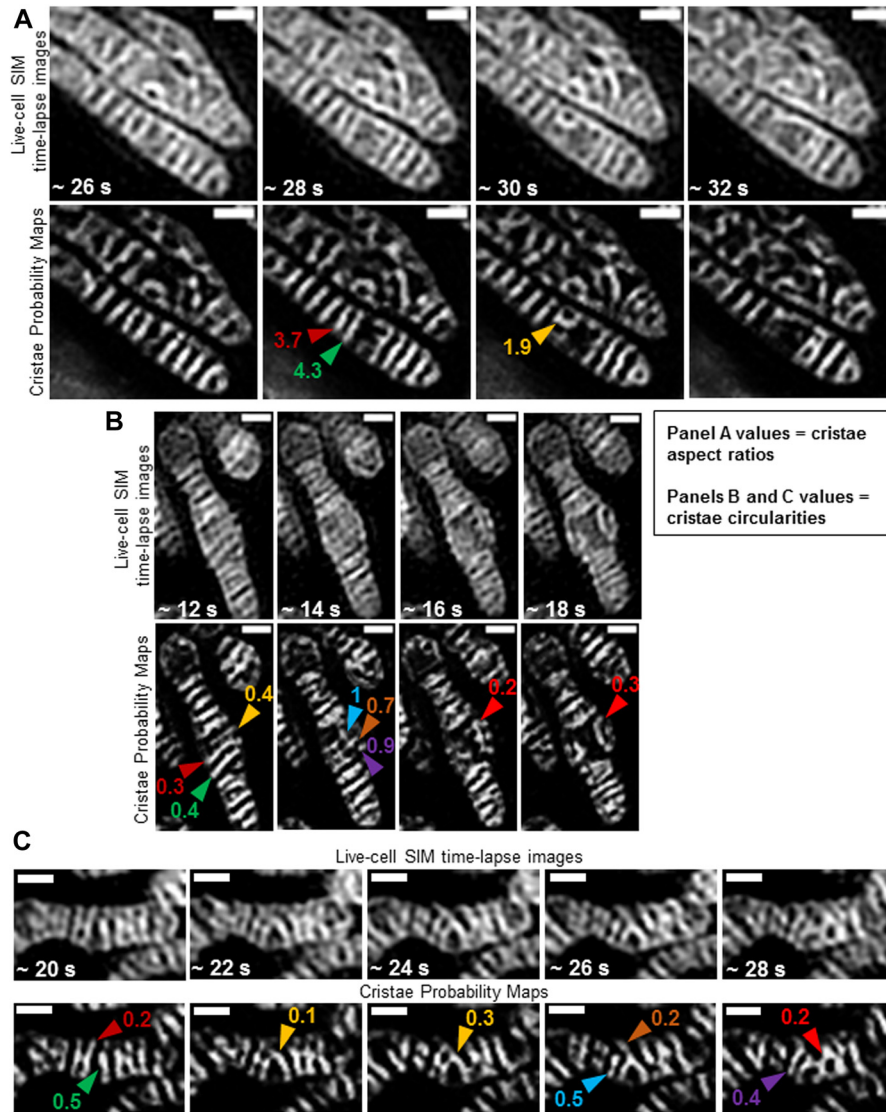 A
Live-cell SIM
time-lapse images
~ 26 s
~ 28 s
~ 30 s
~ 32 s
Cristae Probability Maps
3.7
4.3
1.9
B
Live-cell SIM
time-lapse images
~ 12 s
~ 14 s
~ 16 s
~ 18 s
Panel A values = cristae
aspect ratios
Panels B and C values =
cristae circularities
Cristae Probability Maps
0.4
0.3
0.4
1
0.7
0.9
0.2
0.3
C
Live-cell SIM time-lapse images
~ 20 s
~ 22 s
~ 24 s
~ 26 s
~ 28 s
Cristae Probability Maps
0.2
0.5
0.1
0.3
0.2
0.5
0.2
0.4